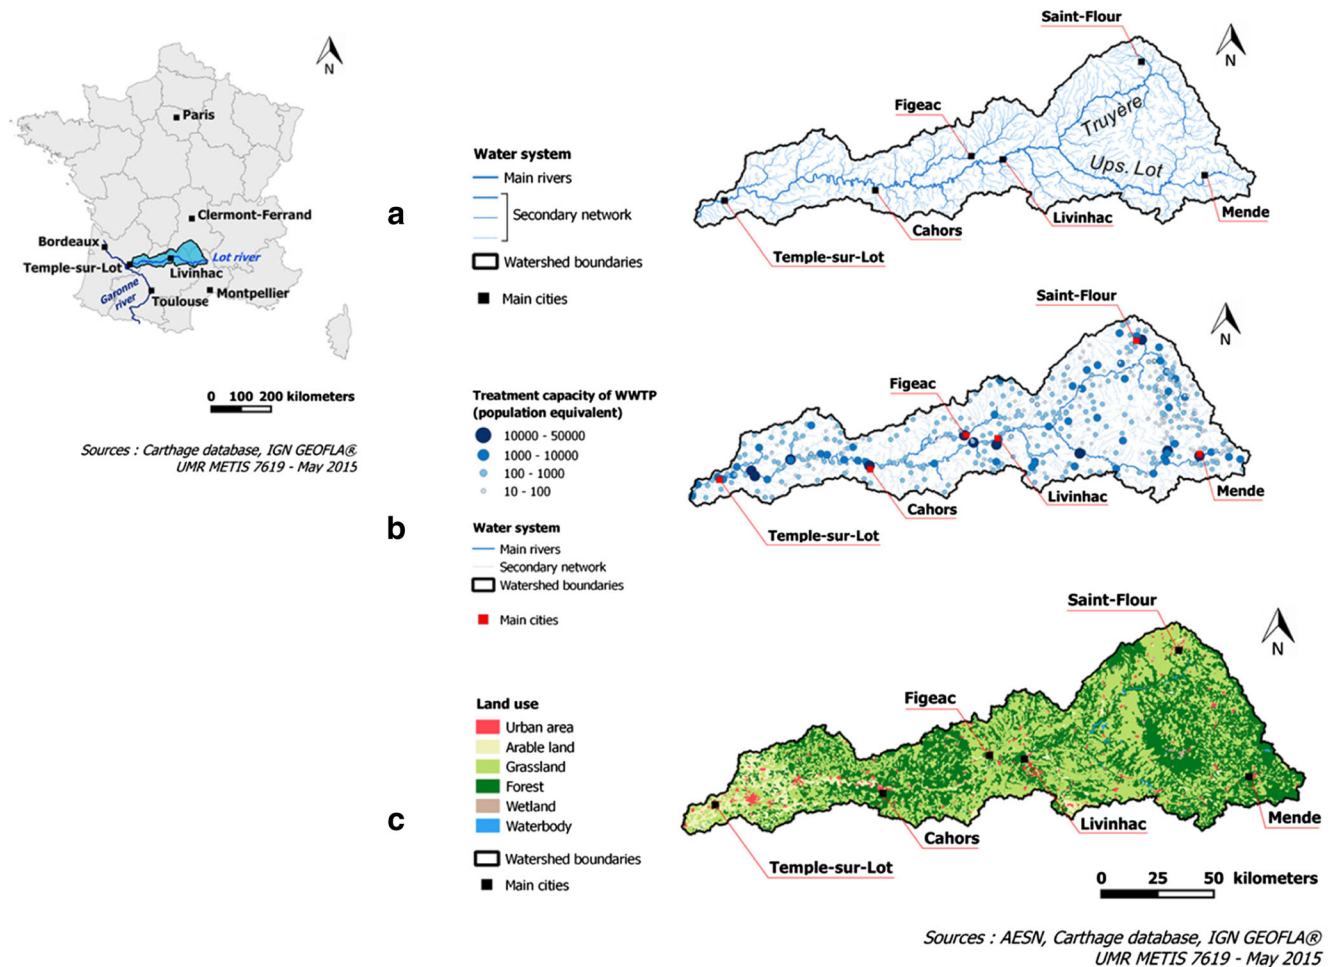 N
Paris
Clermont-Ferrand
Bordeaux
Temple-sur-Lot
Lot river
Livinhac
Garonne
river
Toulouse
Montpellier
0 100 200 kilometers
Sources : Carthage database, IGN GEOFLA®
UMR METIS 7619 - May 2015
a
Water system
Main rivers
Secondary network
Watershed boundaries
Main cities
Saint-Flour
N
Figeac
Truyère
Ups. Lot
Mende
Livinhac
Cahors
Temple-sur-Lot
b
Treatment capacity of WWTP
(population equivalent)
10000 - 50000
1000 - 10000
100 - 1000
10 - 100
Water system
Main rivers
Secondary network
Watershed boundaries
Main cities
Saint-Flour
N
Figeac
Mende
Livinhac
Cahors
Temple-sur-Lot
c
Land use
Urban area
Arable land
Grassland
Forest
Wetland
Waterbody
Watershed boundaries
Main cities
Saint-Flour
N
Figeac
Mende
Livinhac
Cahors
Temple-sur-Lot
0 25 50 kilometers
Sources : AESN, Carthage database, IGN GEOFLA®
UMR METIS 7619 - May 2015